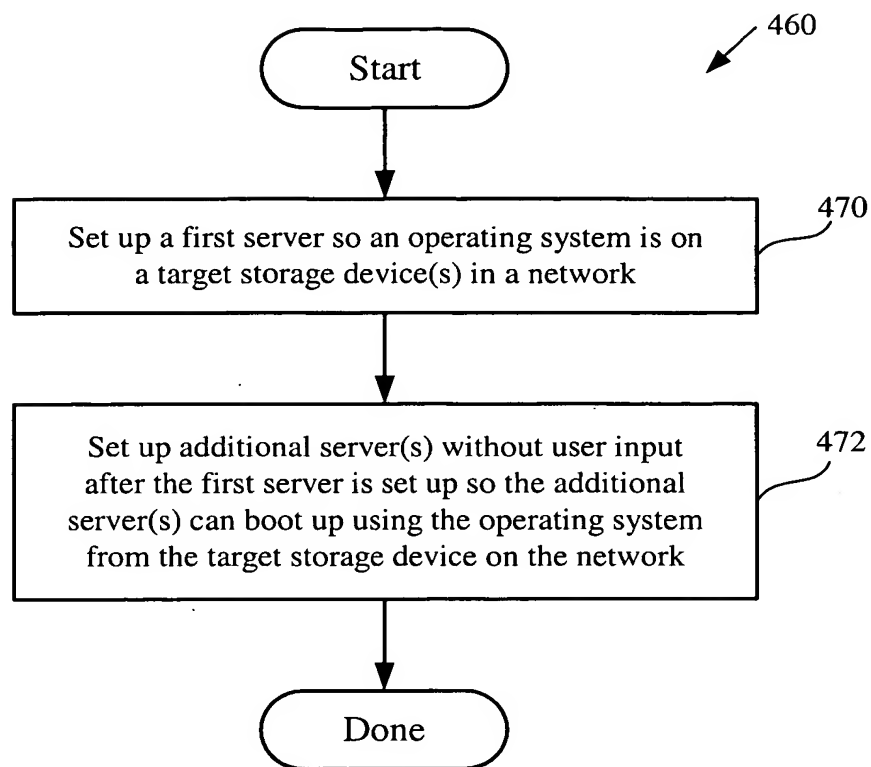 460
Start
470
Set up a first server so an operating system is on
a target storage device(s) in a network
472
Set up additional server(s) without user input
after the first server is set up so the additional
server(s) can boot up using the operating system
from the target storage device on the network
Done